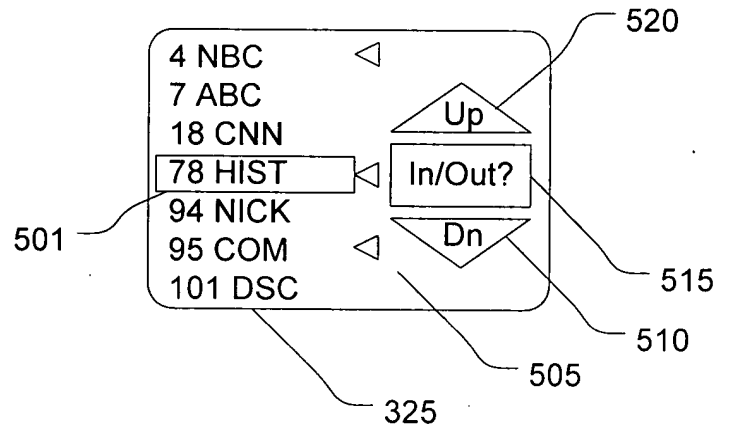 520
4 NBC
7 ABC
Up
18 CNN
78 HIST
In/Out?
94 NICK
Dn
501
95 COM
515
101 DSC
510
505
325